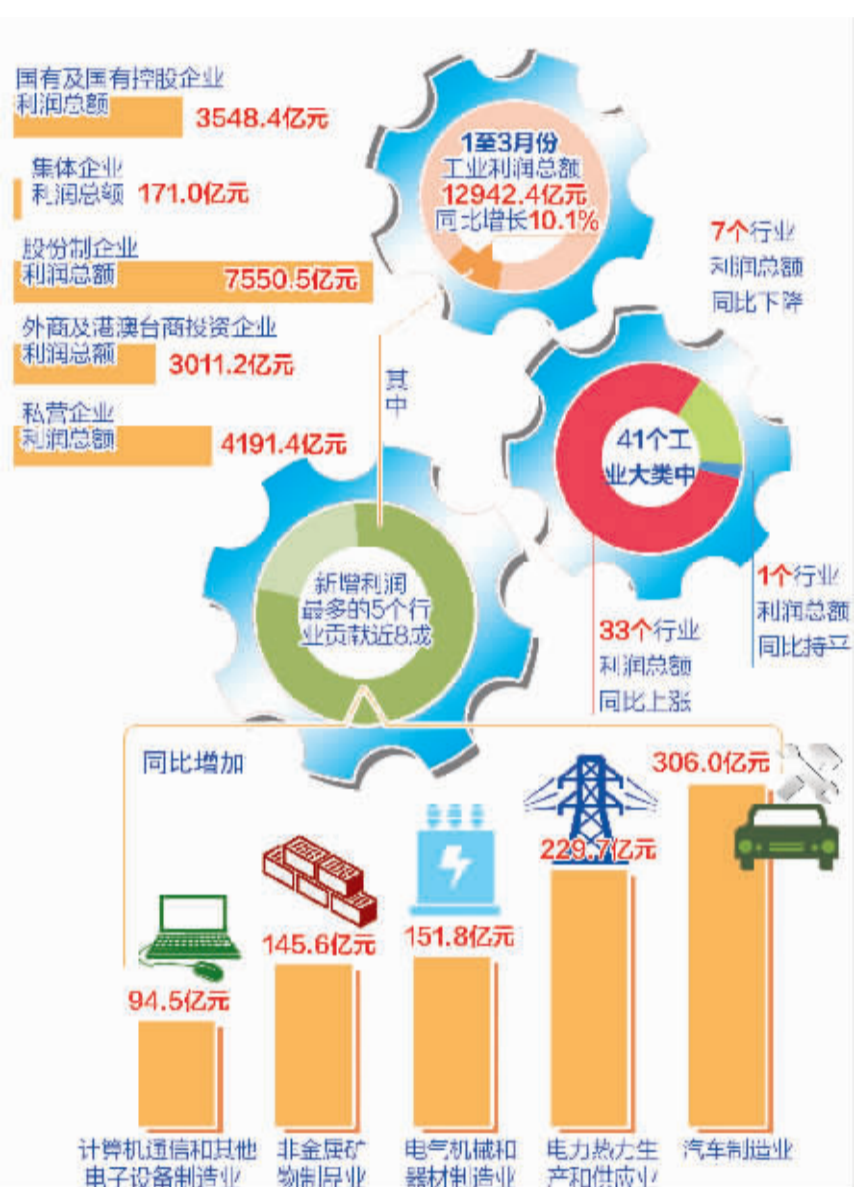 国有及国有控股企业
利润总额
3548.4亿元
集体企业
利润总额
171.0亿元
股份制企业
利润总额
7550.5亿元
外商及港澳台商投资企业
利润总额
3011.2亿元
私营企业
利润总额
4191.4亿元
1至3月份
工业利润总额
12942.4亿元
同比增长10.1%
其
中
7个行业
利润总额
同比下降
41个工
业大类中
1个行业
利润总额
同比持平
33个行业
利润总额
同比上涨
新增利润
最多的5个行
业贡献近8成
同比增加
94.5亿元
145.6亿元
151.8亿元
229.7亿元
306.0亿元
计算机通信和其他
电子设备制造业
非金属矿
物制品业
电气机械和
器材制造业
电力热力生
产和供应业
汽车制造业